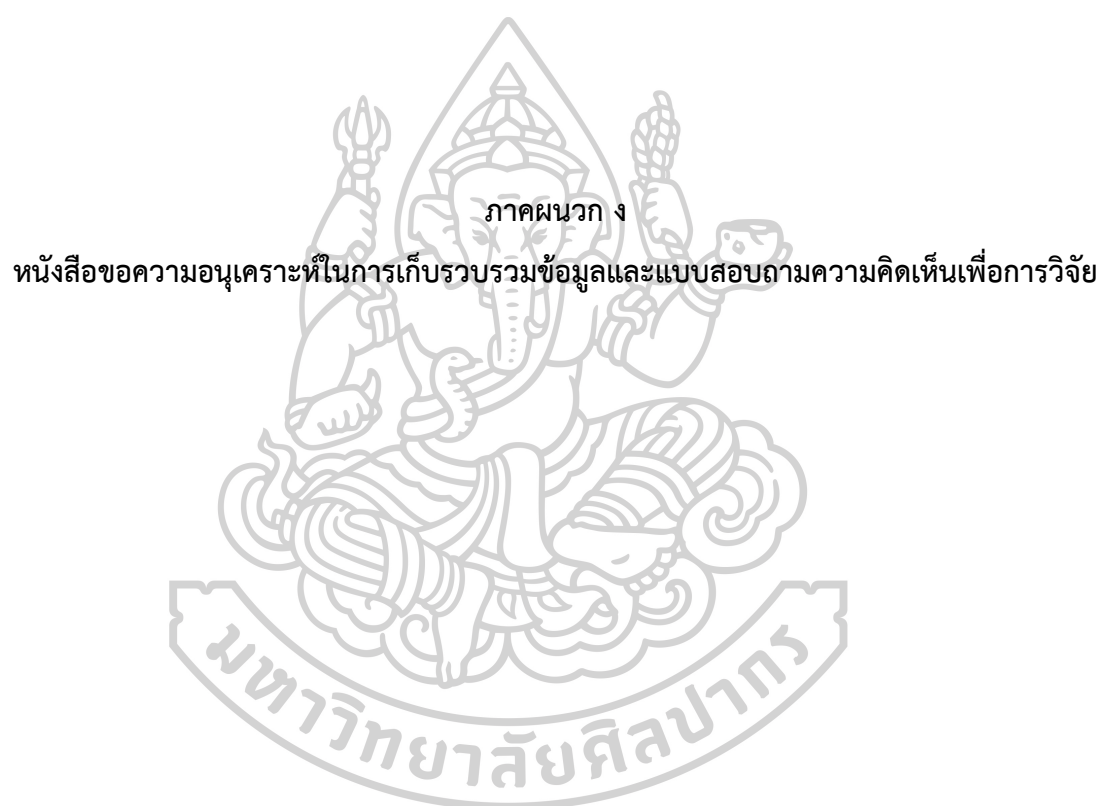 ภาคผนวก ง
หนังสือขอความอนุเคราะห์ในการเก็บรวบรวมข้อมูลและแบบสอบถามความคิดเห็นเพื่อการวิจัย
มหาวิทยาลัยศิลปากร